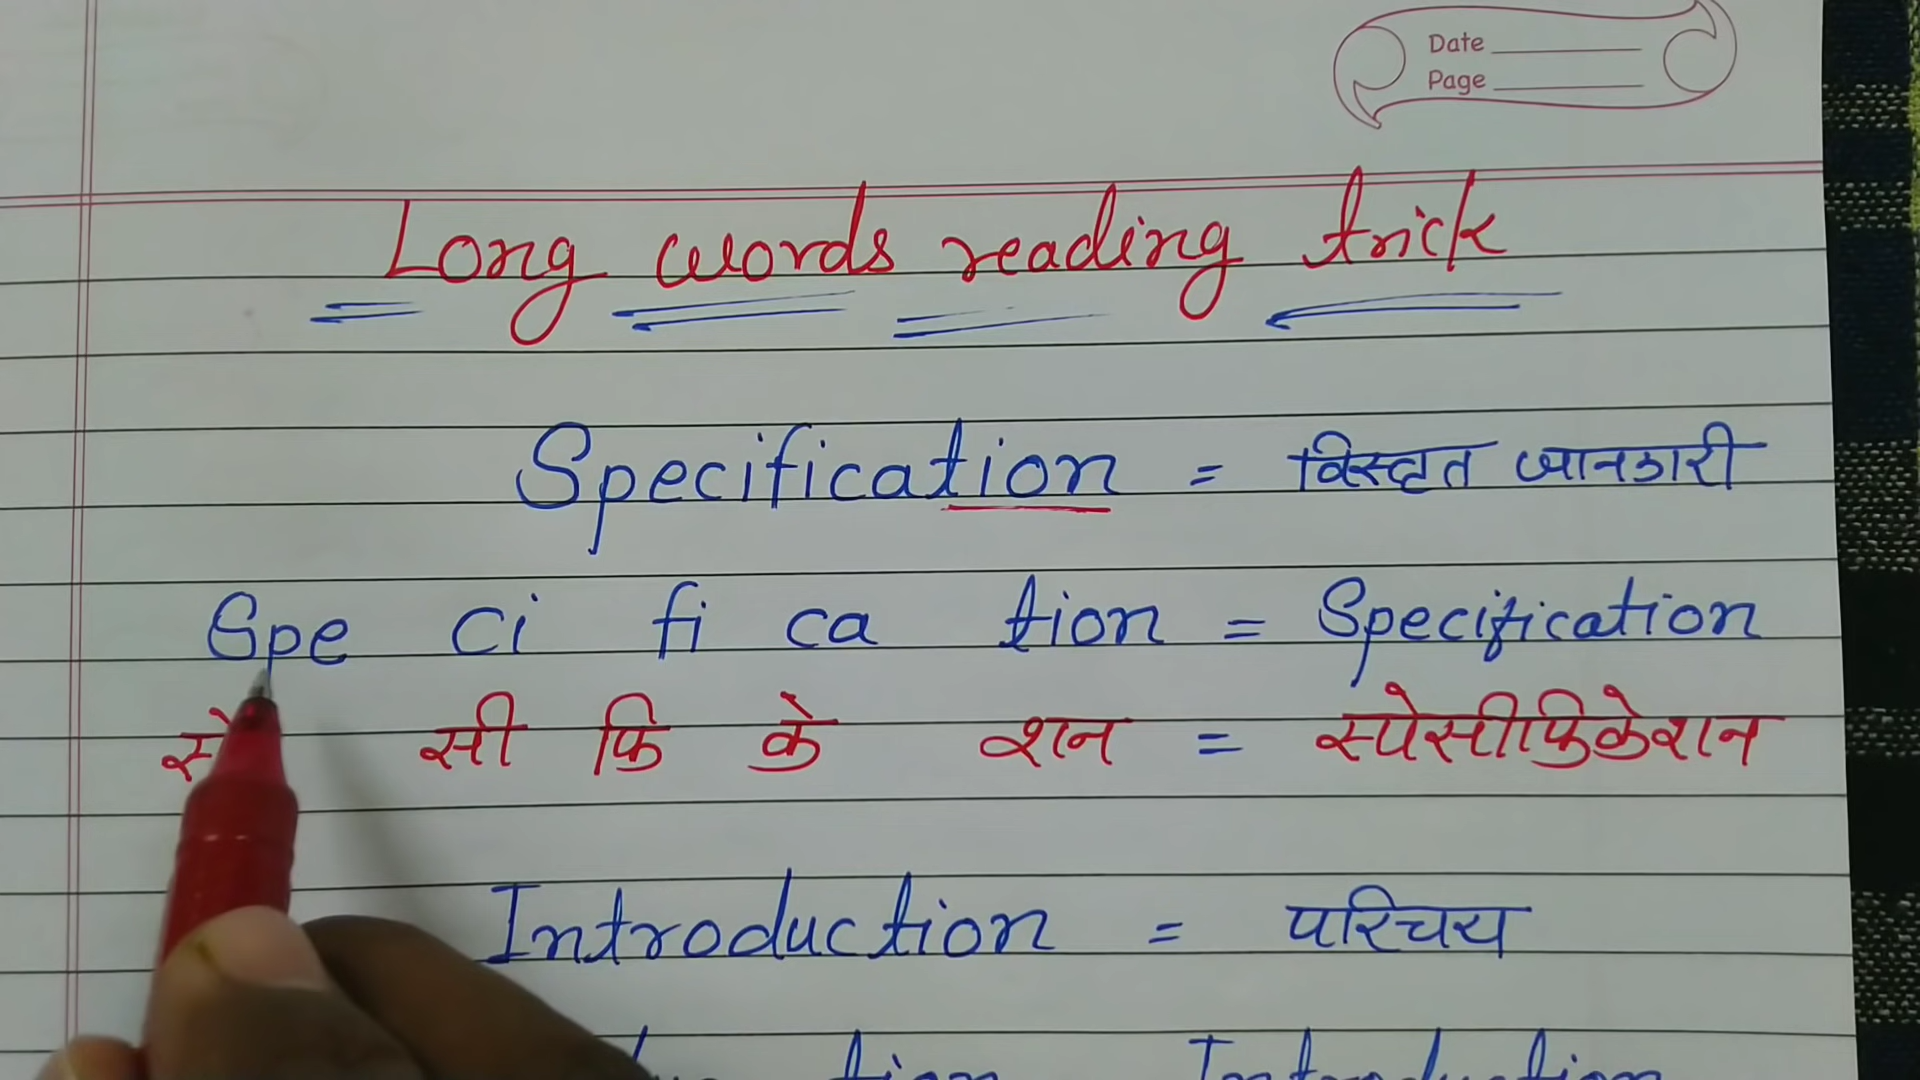 Date
Page
Long words reading trick
Specification = विस्तृत जानकारी
Spe ci fi ca tion = Specification
सी फि के शन = स्पेसीफिकेशन
Introduction = परिचय